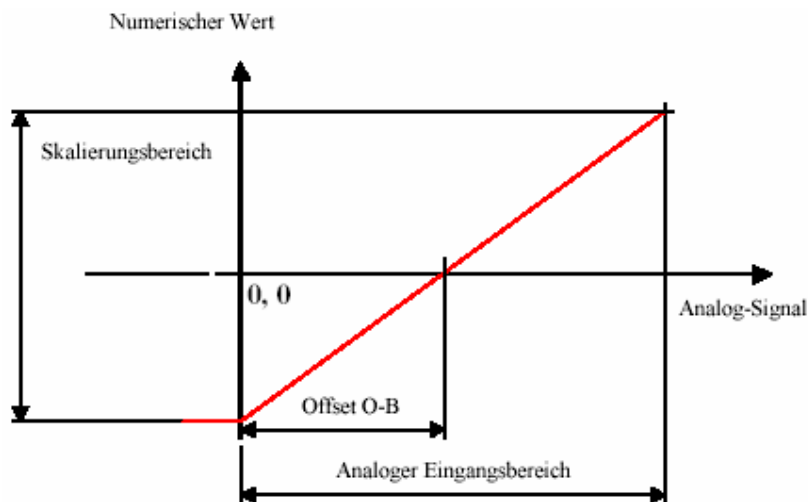 Numerischer Wert
Skalierungsbereich
0, 0
Analog-Signal
Offset O-B
Analoger Eingangsbereich